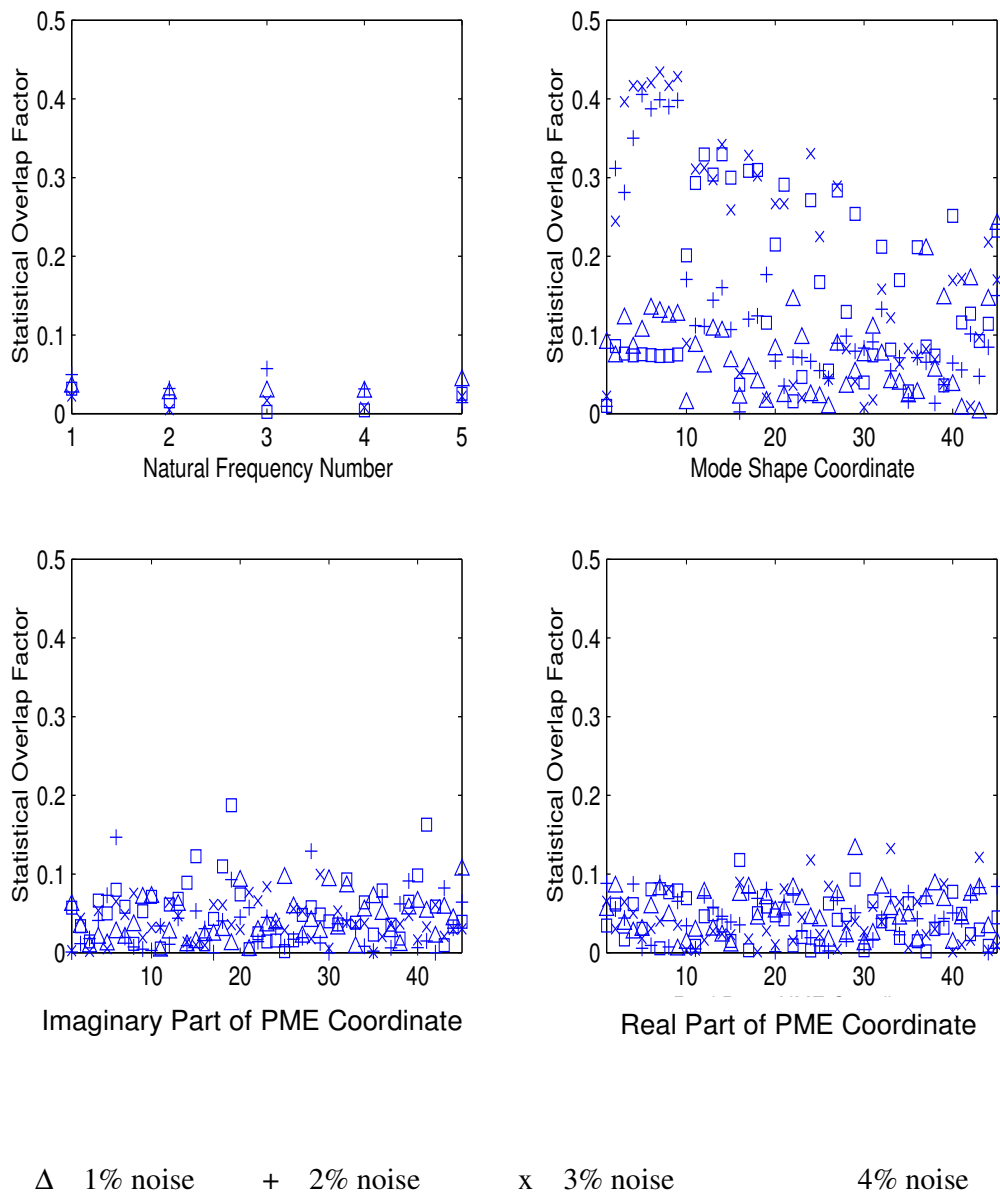 0.5
0.4
0.3
0.2
0.1
0
Statistical Overlap Factor
1 2 3 4 5
Natural Frequency Number
0.5
0.4
0.3
0.2
0.1
0
Statistical Overlap Factor
10 20 30 40
Mode Shape Coordinate
0.5
0.4
0.3
0.2
0.1
0
Statistical Overlap Factor
10 20 30 40
Imaginary Part of PME Coordinate
0.5
0.4
0.3
0.2
0.1
0
Statistical Overlap Factor
10 20 30 40
Real Part of PME Coordinate
Δ 1% noise + 2% noise x 3% noise 4% noise